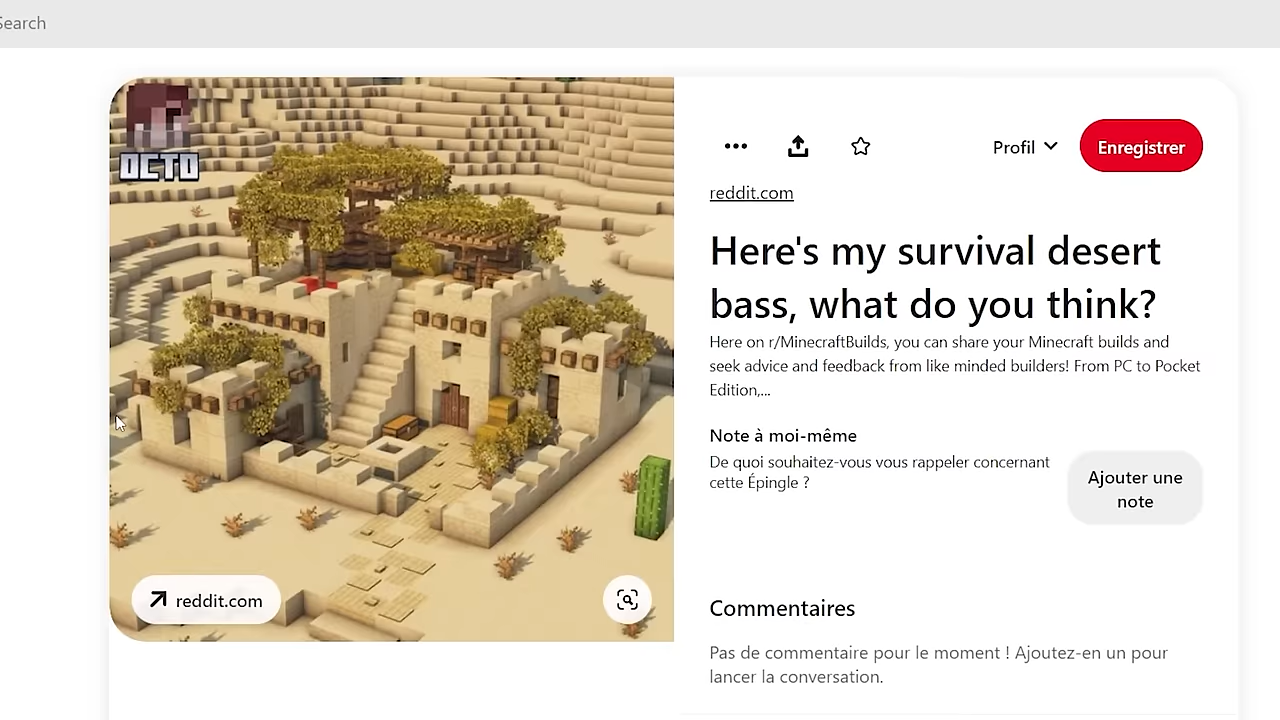 Search
OCTO
reddit.com
Profil
Enregistrer
reddit.com
Here's my survival desert
bass, what do you think?
Here on r/MinecraftBuilds, you can share your Minecraft builds and
seek advice and feedback from like minded builders! From PC to Pocket
Edition,...
Note à moi-même
De quoi souhaitez-vous vous rappeler concernant
cette Épingle ?
Ajouter une
note
Commentaires
Pas de commentaire pour le moment ! Ajoutez-en un pour
lancer la conversation.